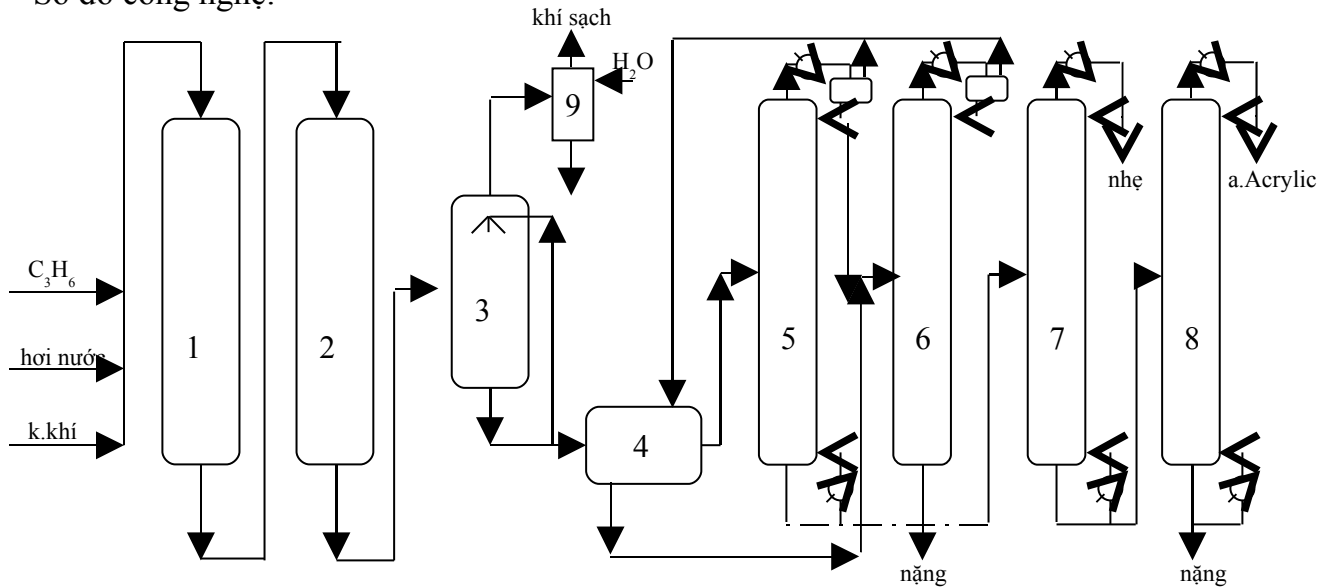 Sơ đồ công nghệ:
khí sạch
H₂O
9
C₃H₆
hơi nước
k.khí
1
2
3
4
5
6
7
8
nhẹ
a.Acrylic
nặng
nặng